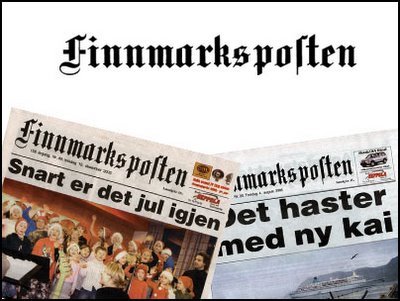 Finnmarksposten
Finnmarksposten
Snart er det jul igjen
Finnmarksposten
Det haster
med ny kai